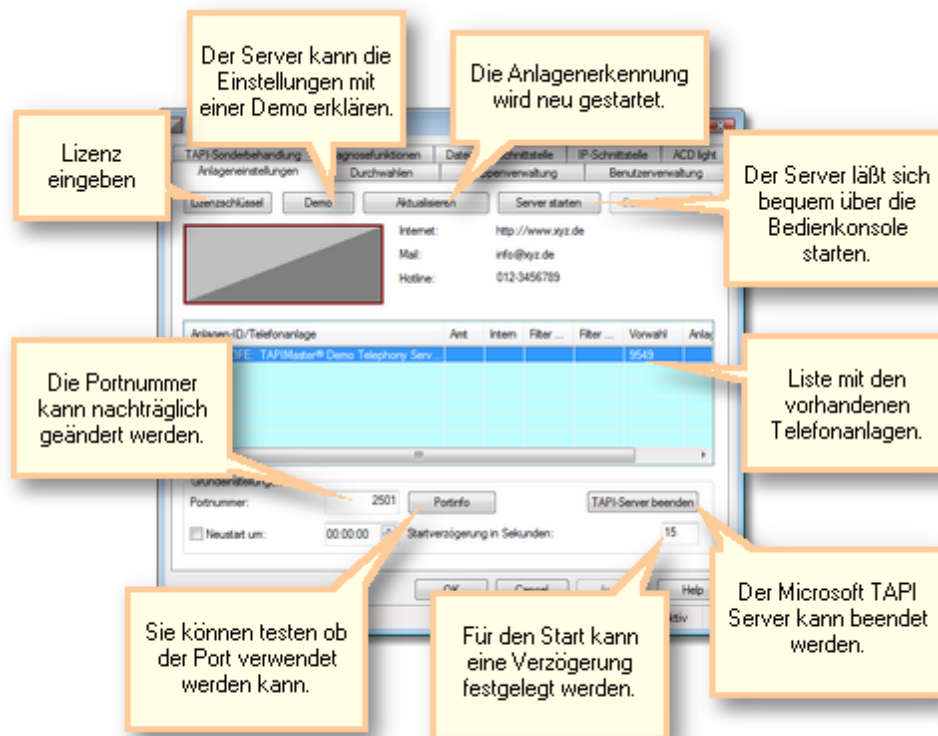 Der Server kann die
Einstellungen mit
einer Demo erklären.
Die Anlagenerkennung
wird neu gestartet.
Lizenz
eingeben
Der Server läßt sich
bequem über die
Bedienkonsole
starten.
TAPI-Sonderbehandlung
IP-Schnittstelle
ACD light
Anlageneinstellungen
Durchwahlen
Benutzerverwaltung
Lizenzschlüssel
Demo
Aktualisieren
Server starten
Internet: http://www.xyz.de
Mail: info@xyz.de
Hotline: 012-3456789
Anlagen-ID/Telefonanlage Amt Intern Filter ... Filter ... Vorwahl
TAPIMaster® Demo Telephony Serv... 9549
Die Portnummer
kann nachträglich
geändert werden.
Liste mit den
vorhandenen
Telefonanlagen.
Grundeinstellungen
Portnummer: 2501 Portinfo TAPI-Server beenden
Neustart um: 00:00:00 Startverzögerung in Sekunden: 15
OK Cancel Help
Sie können testen ob
der Port verwendet
werden kann.
Für den Start kann
eine Verzögerung
festgelegt werden.
Der Microsoft TAPI
Server kann beendet
werden.